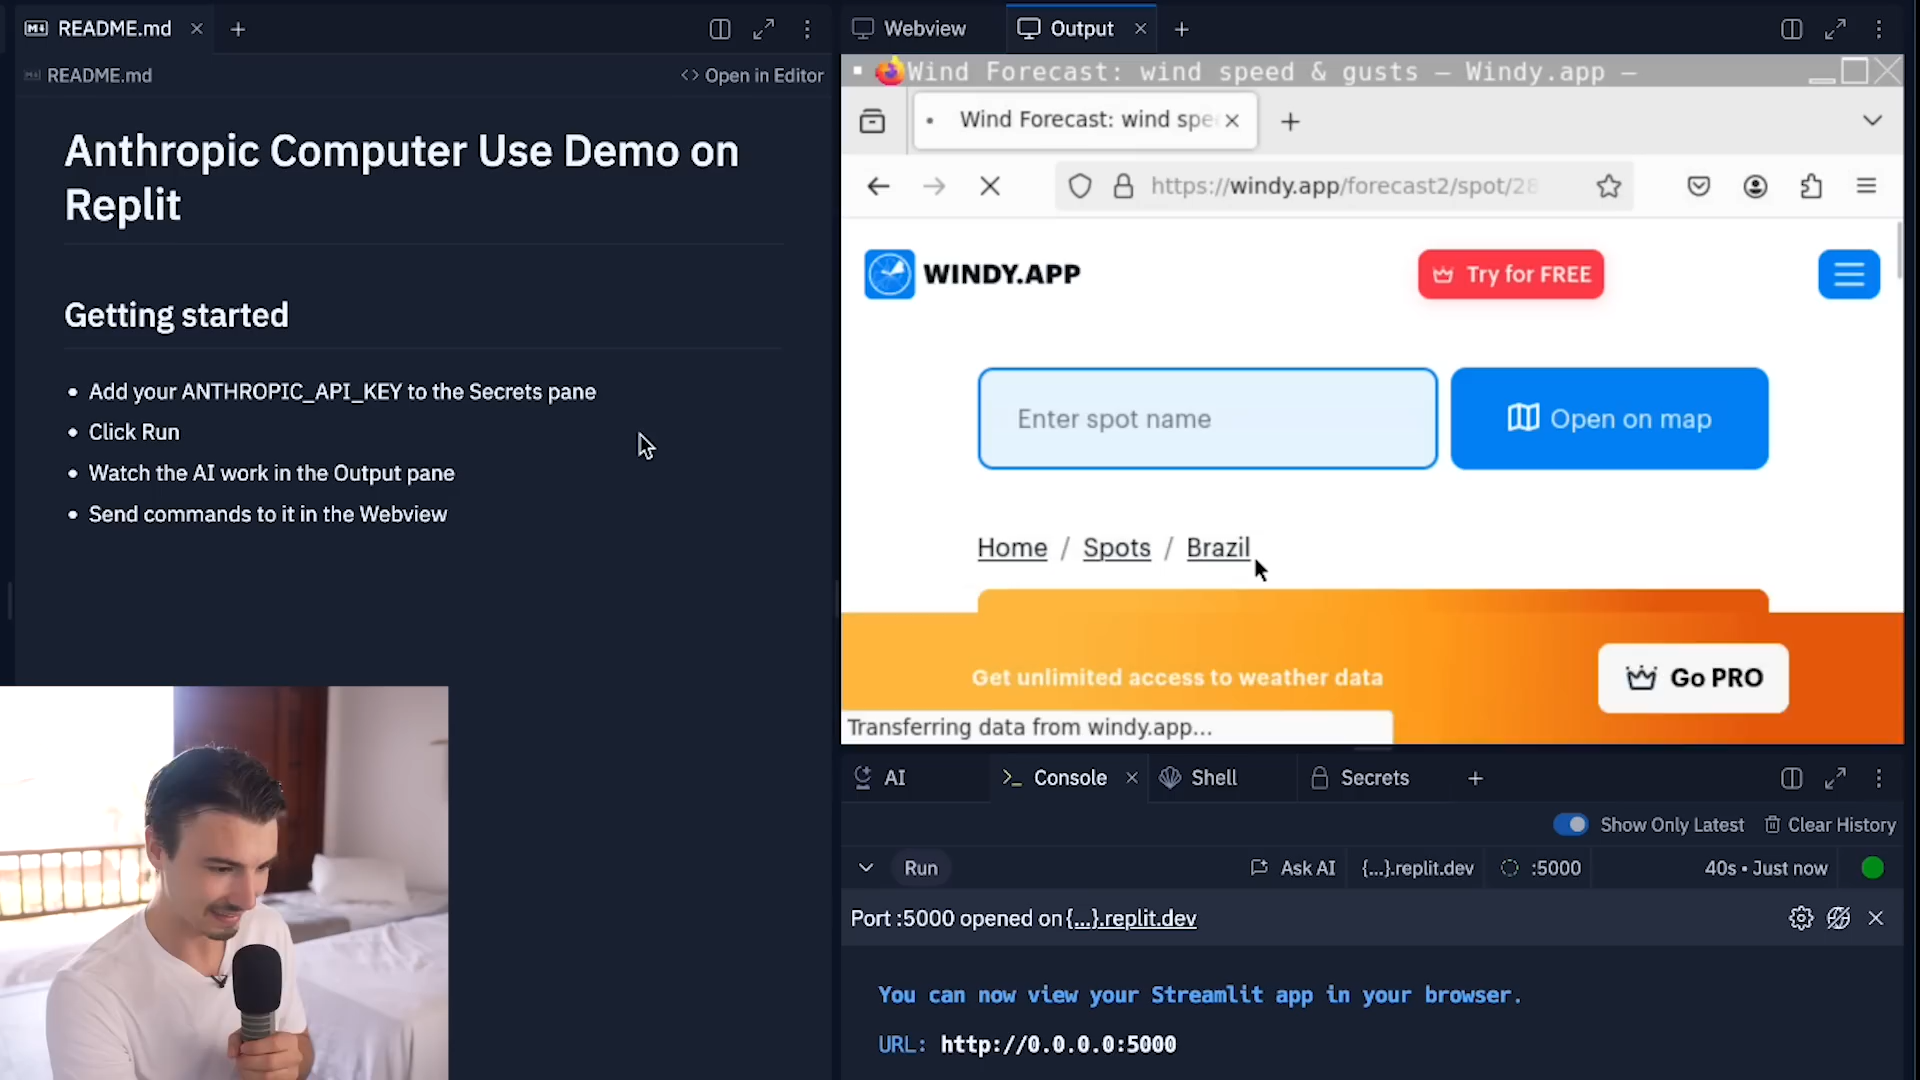 README.md
README.md
Open in Editor
Anthropic Computer Use Demo on
Replit
Getting started
Add your ANTHROPIC_API_KEY to the Secrets pane
Click Run
Watch the AI work in the Output pane
Send commands to it in the Webview
Webview
Output
Wind Forecast: wind speed & gusts — Windy.app —
Wind Forecast: wind spe
https://windy.app/forecast2/spot/28
WINDY.APP
Try for FREE
Enter spot name
Open on map
Home / Spots / Brazil
Get unlimited access to weather data
Go PRO
Transferring data from windy.app...
AI
Console
Shell
Secrets
Show Only Latest
Clear History
Run
Ask AI
{...}.replit.dev
:5000
40s • Just now
Port :5000 opened on {...}.replit.dev
You can now view your Streamlit app in your browser.
URL: http://0.0.0.0:5000